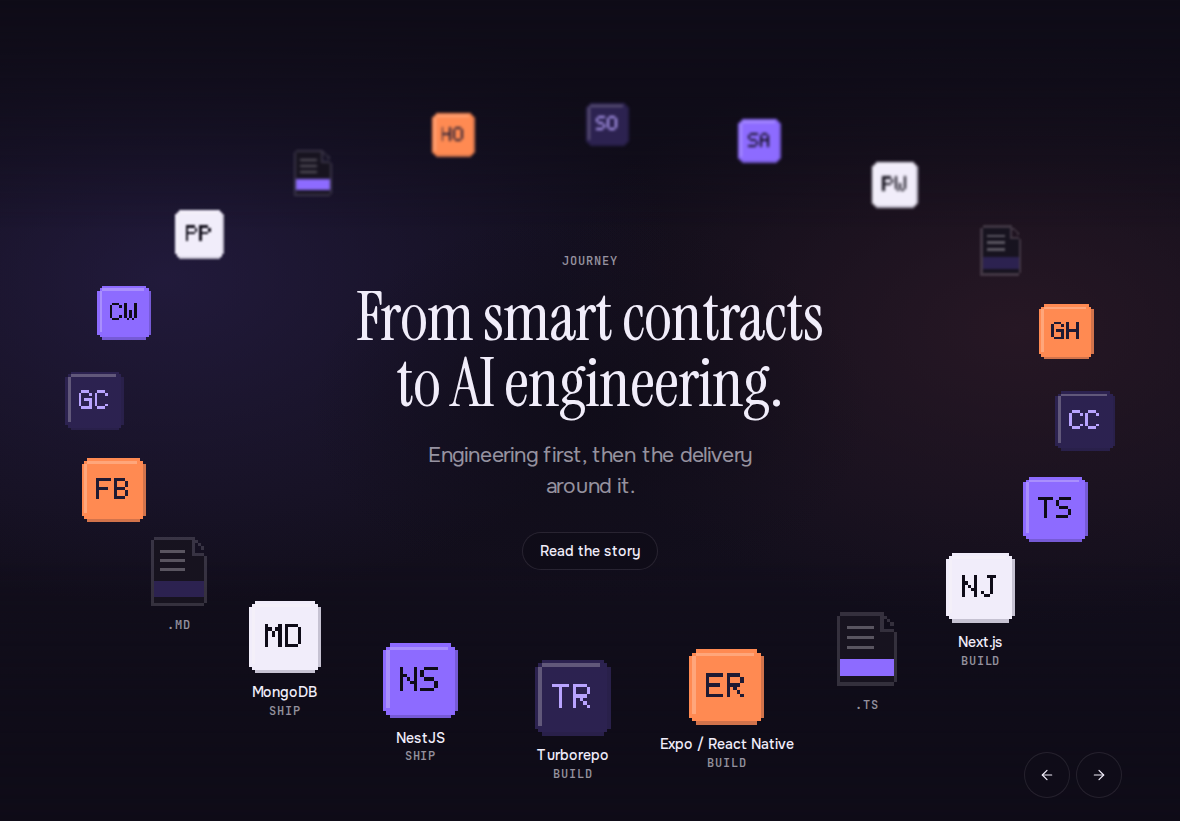 HO
SO
SA
PW
PP
JOURNEY
CW
From smart contracts
to AI engineering.
GH
GC
CC
Engineering first, then the delivery
around it.
FB
TS
Read the story
NJ
.MD
MD
Next.js
BUILD
NS
TR
ER
MongoDB
SHIP
.TS
NestJS
SHIP
Turborepo
BUILD
Expo / React Native
BUILD